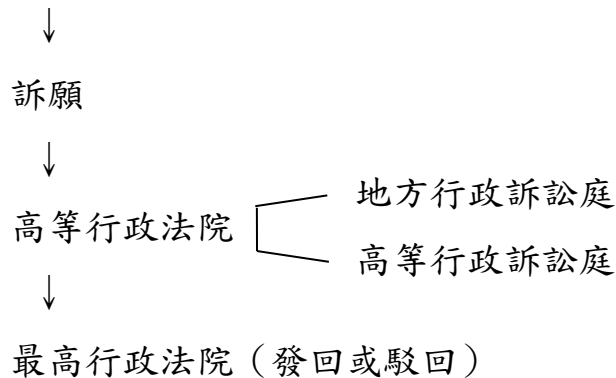 訴願
高等行政法院
地方行政訴訟庭
高等行政訴訟庭
最高行政法院（發回或駁回）